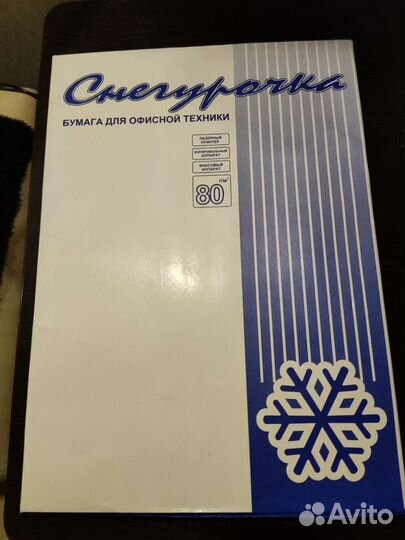 Снегурочка
БУМАГА ДЛЯ ОФИСНОЙ ТЕХНИКИ
ЛАЗЕРНЫЙ
ПРИНТЕР
КОПИРОВАЛЬНЫЙ
АППАРАТ
ФАКСОВЫЙ
АППАРАТ
80 г/м²
Avito